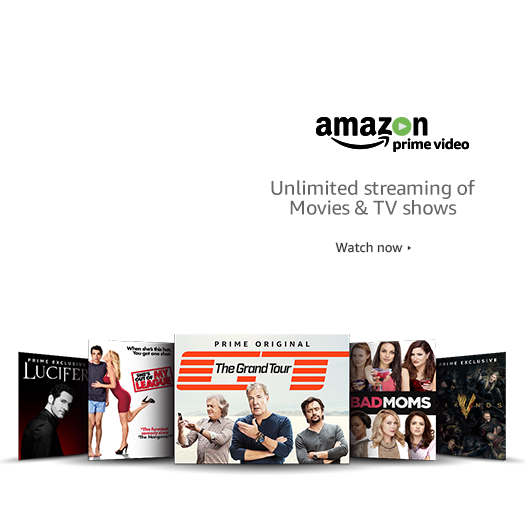 amazon
prime video
Unlimited streaming of
Movies & TV shows
Watch now
PRIME EXCLUSIVE
LUCIFER
When she's this hot,
You get one shot.
SHE'S
OUT OF MY
LEAGUE
"The funniest
comedy since
'The Hangover'"
PRIME ORIGINAL
GT
The Grand Tour
BAD MOMS
PRIME EXCLUSIVE
VIKINGS